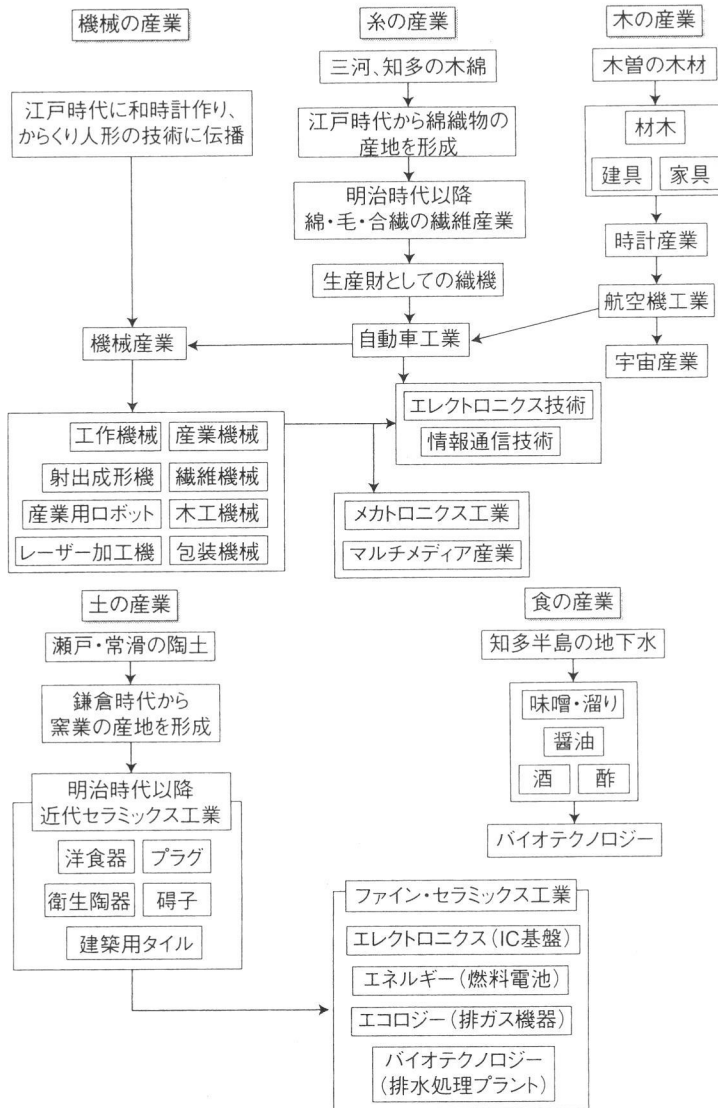 機械の産業
江戸時代に和時計作り、
からくり人形の技術に伝播
機械産業
工作機械
産業機械
射出成形機
繊維機械
産業用ロボット
木工機械
レーザー加工機
包装機械
糸の産業
三河、知多の木綿
江戸時代から綿織物の
産地を形成
明治時代以降
綿・毛・合繊の繊維産業
生産財としての織機
自動車工業
エレクトロニクス技術
情報通信技術
メカトロニクス工業
マルチメディア産業
木の産業
木曽の木材
材木
建具
家具
時計産業
航空機工業
宇宙産業
土の産業
瀬戸・常滑の陶土
鎌倉時代から
窯業の産地を形成
明治時代以降
近代セラミックス工業
洋食器
プラグ
衛生陶器
碍子
建築用タイル
食の産業
知多半島の地下水
味噌・溜り
醤油
酒
酢
バイオテクノロジー
ファイン・セラミックス工業
エレクトロニクス（IC基盤）
エネルギー（燃料電池）
エコロジー（排ガス機器）
バイオテクノロジー
（排水処理プラント）